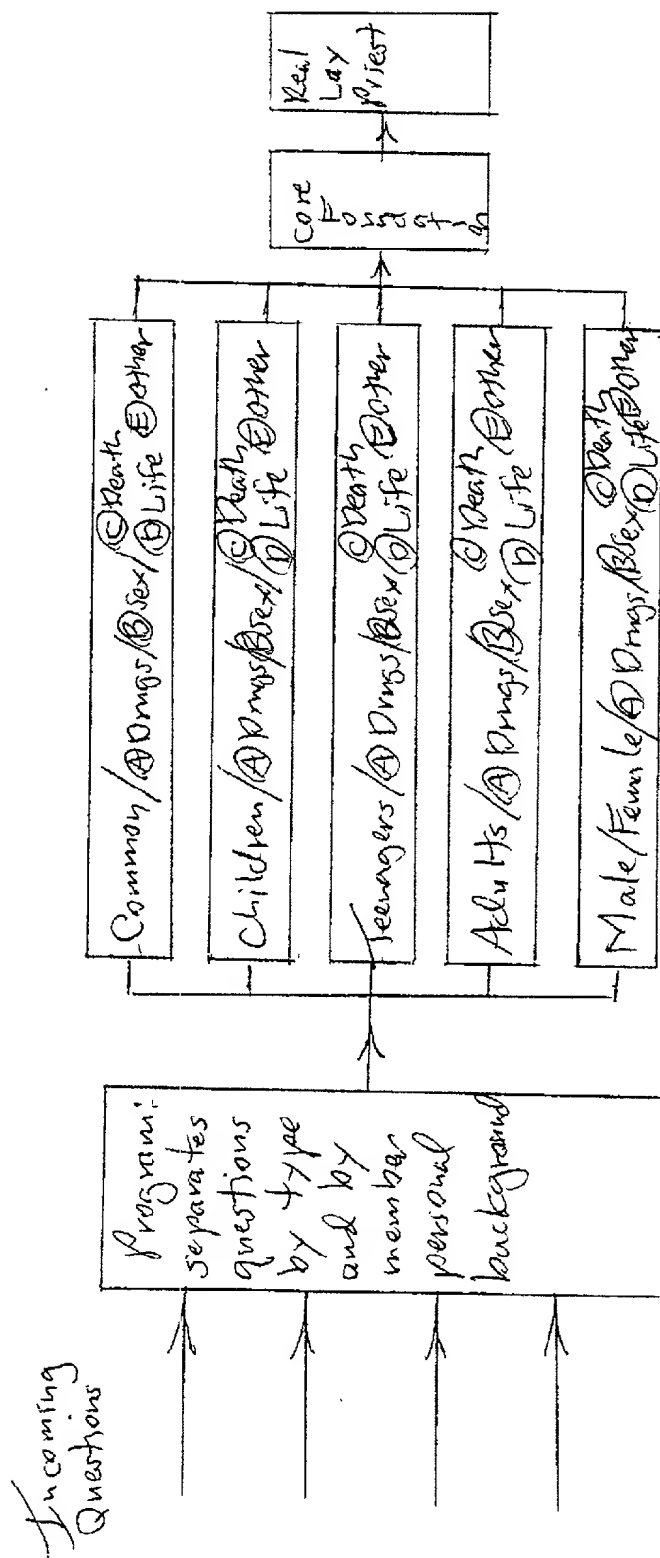 Incoming
Questions
Program:
separates
questions
by type
and by
member
personal
background
Common/Ⓐ Drugs/Ⓑ Sex/Ⓒ Death
Ⓓ Life Ⓔ other
Children/Ⓐ Drugs/Ⓑ Sex/Ⓒ Death
Ⓓ Life Ⓔ other
Teenagers/Ⓐ Drugs/Ⓑ Sex/Ⓒ Death
Ⓓ Life Ⓔ other
Adults/Ⓐ Drugs/Ⓑ Sex Ⓒ Death
Ⓓ Life Ⓔ other
Male/Female/Ⓐ Drugs/Ⓑ Sex Ⓒ Death
Ⓓ Life Ⓔ other
core
Real
Lay
Priest